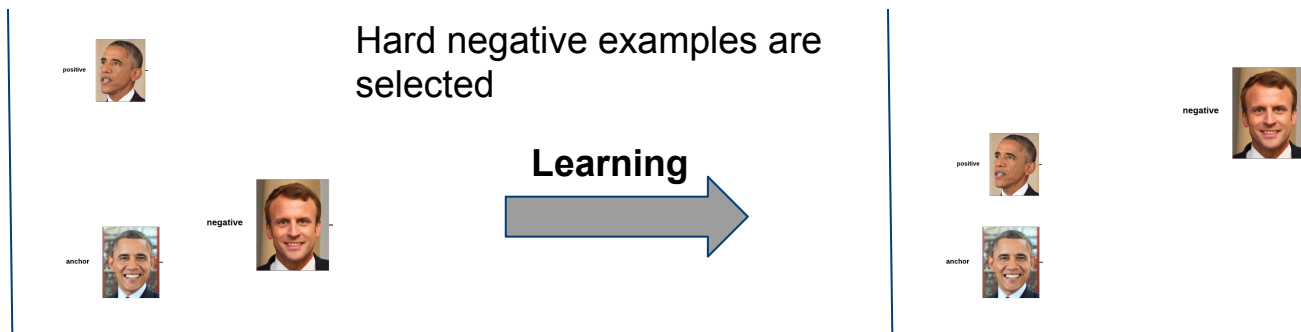 Hard negative examples are
selected
positive
negative
anchor
Learning
negative
positive
anchor